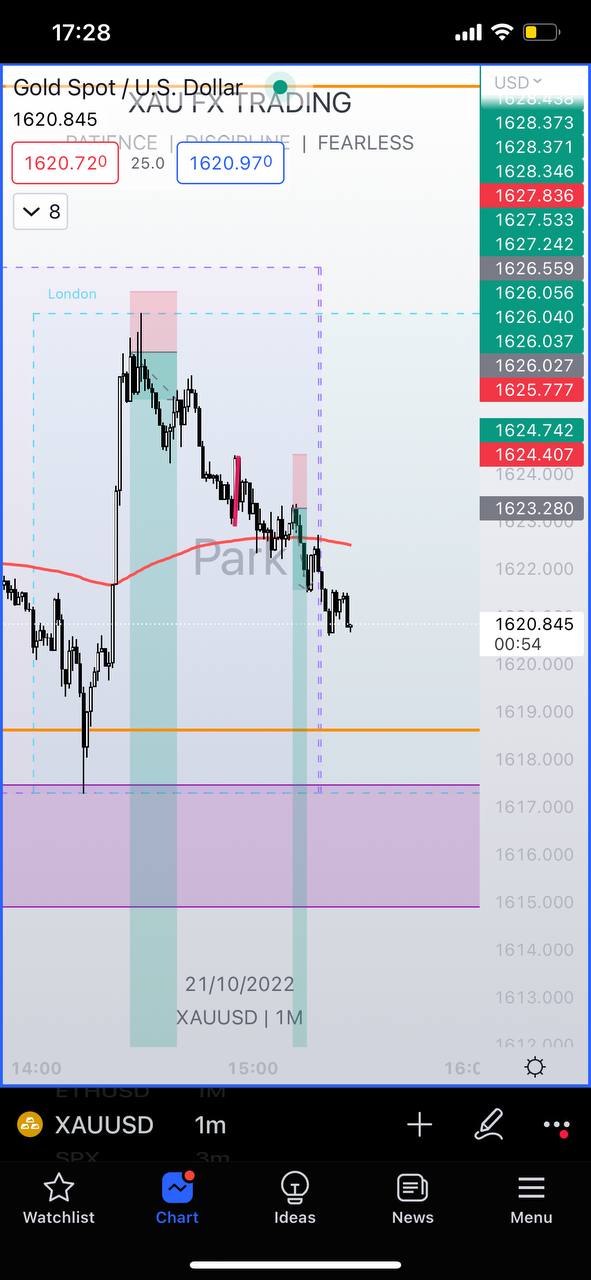 17:28
Gold Spot / U.S. Dollar
USD
XAU FX TRADING
1620.845
PATIENCE | DISCIPLINE | FEARLESS
1620.720
25.0
1620.970
8
1628.438
1628.373
1628.371
1628.346
1627.836
1627.533
1627.242
1626.559
London
1626.056
1626.040
1626.037
1626.027
1625.777
1624.742
1624.407
1624.000
1623.280
1623.000
Park
1622.000
1620.845
00:54
1620.000
1619.000
1618.000
1617.000
1616.000
1615.000
1614.000
21/10/2022
1613.000
XAUUSD | 1M
1612.000
14:00
15:00
16:0
ETHUSD 1M
XAUUSD 1m
SPX 3m
Watchlist
Chart
Ideas
News
Menu